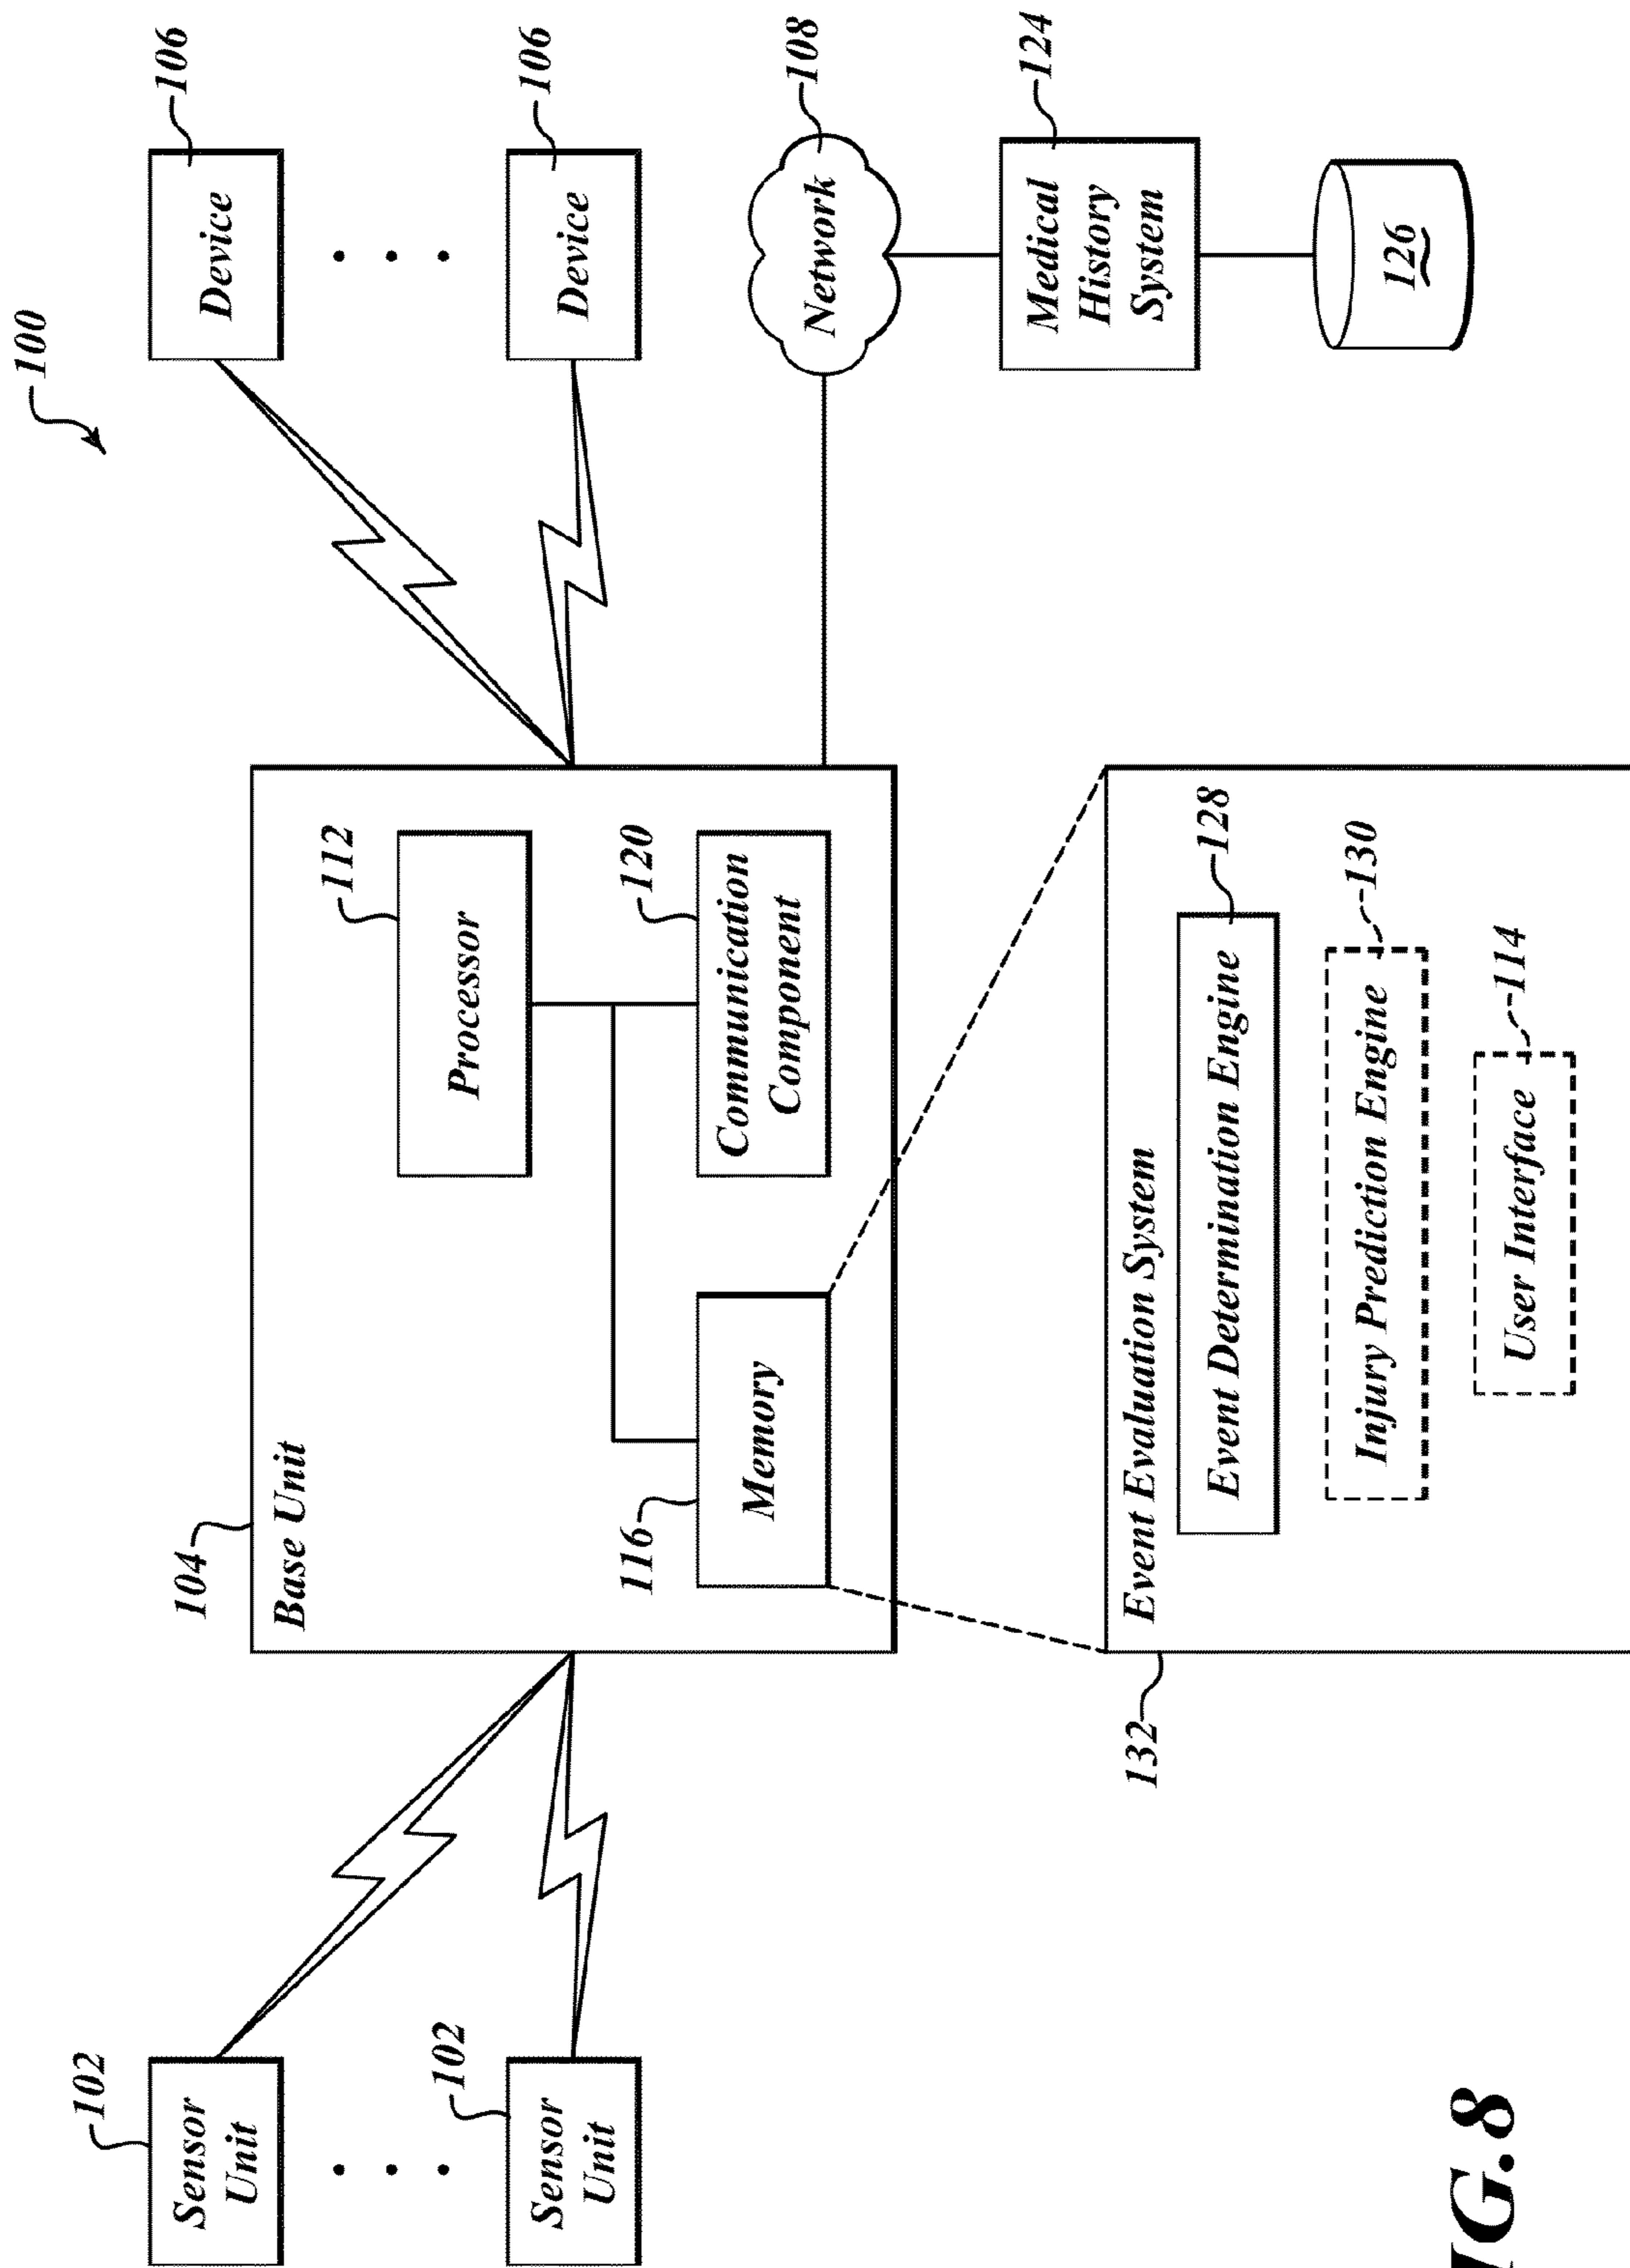 100
102
Sensor
Unit
102
Sensor
Unit
104
Base Unit
112
Processor
116
Memory
120
Communication
Component
106
Device
106
Device
108
Network
124
Medical
History
System
126
132
Event Evaluation System
Event Determination Engine
128
Injury Prediction Engine
130
User Interface
114
IG.8